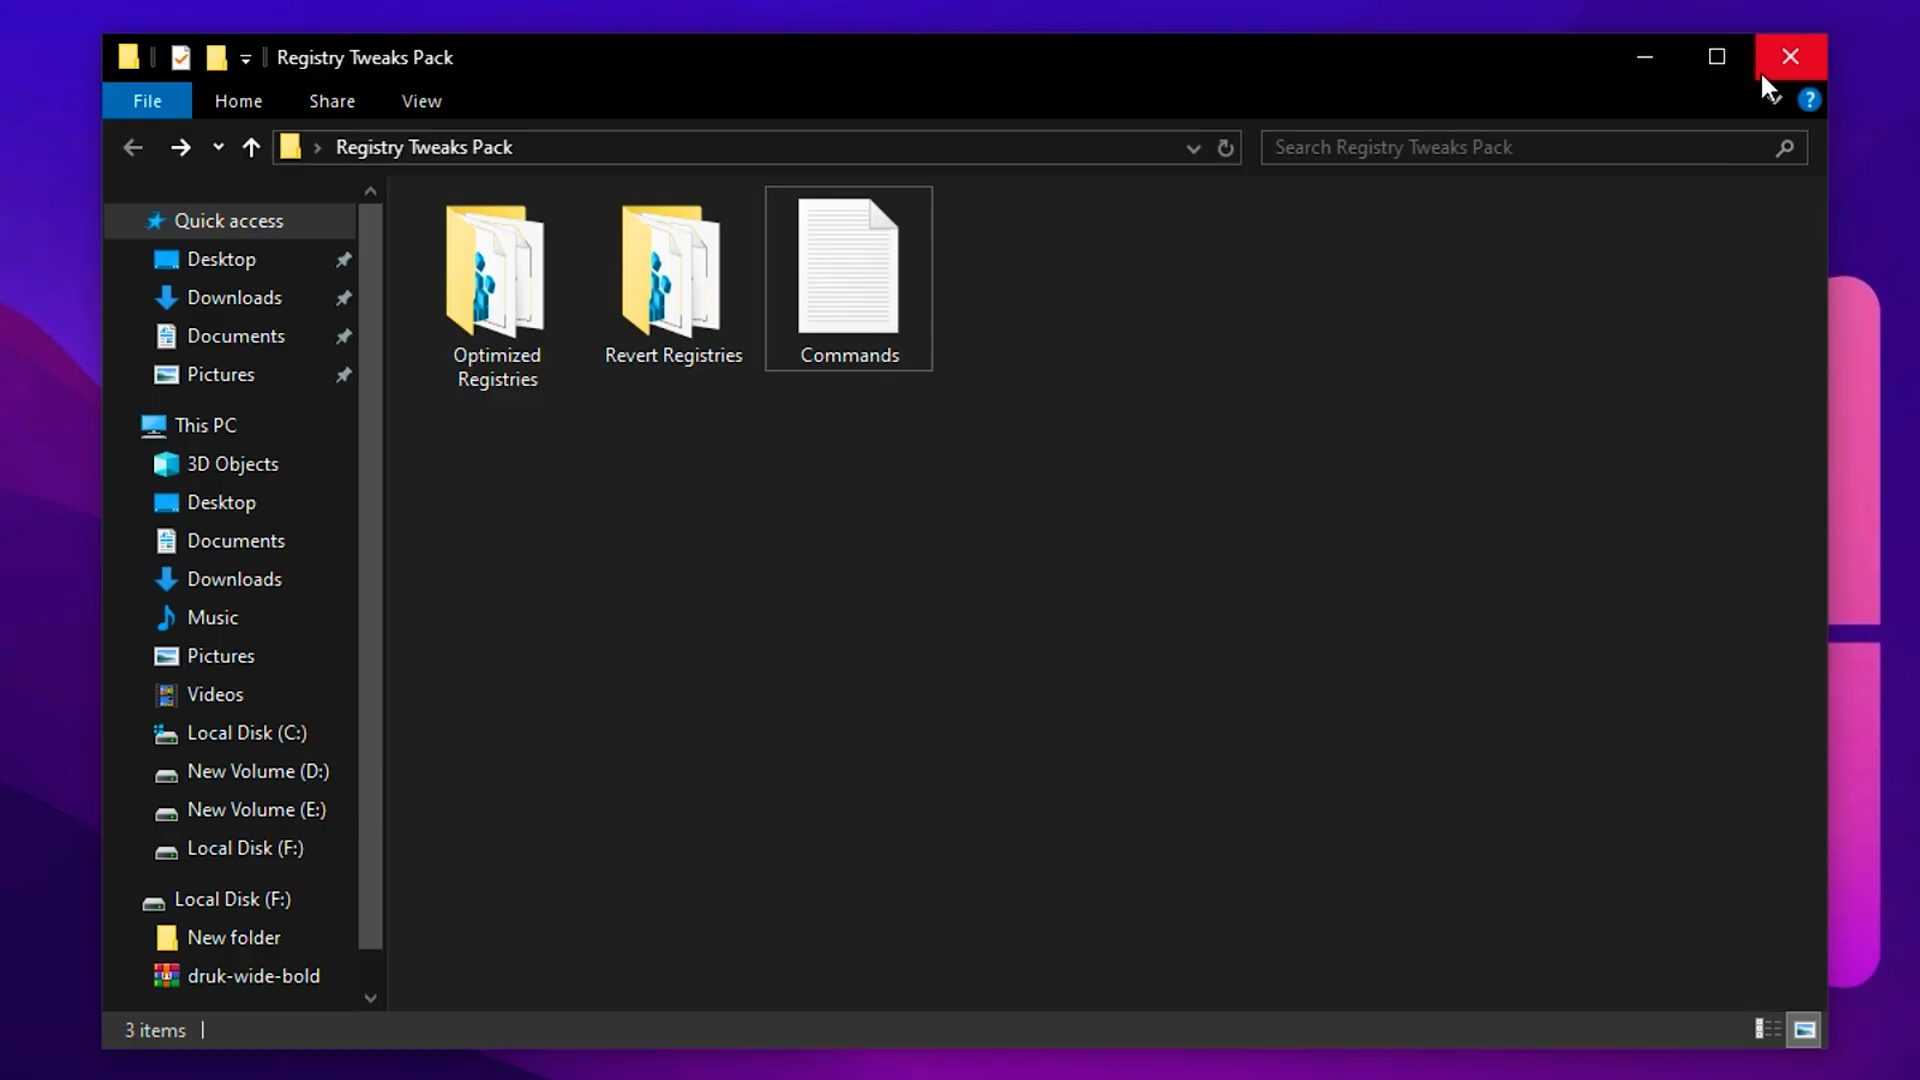 Registry Tweaks Pack
File Home Share View
?
Registry Tweaks Pack
Search Registry Tweaks Pack
Quick access
Desktop
Downloads
Documents
Pictures
This PC
3D Objects
Desktop
Documents
Downloads
Music
Pictures
Videos
Local Disk (C:)
New Volume (D:)
New Volume (E:)
Local Disk (F:)
Local Disk (F:)
New folder
druk-wide-bold
Optimized
Registries
Revert Registries
Commands
3 items